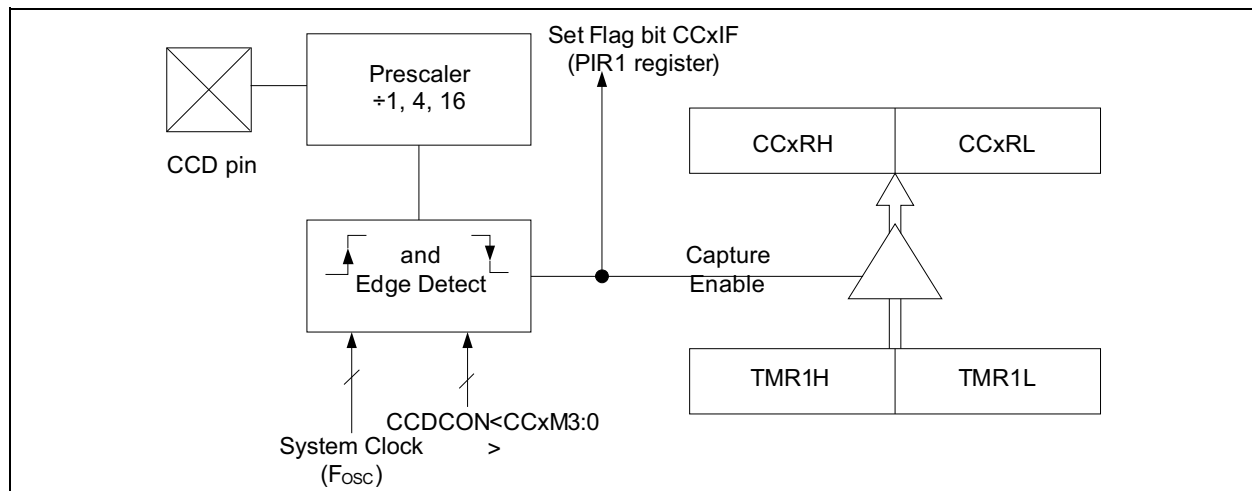 Set Flag bit CCxIF
(PIR1 register)
Prescaler
÷1, 4, 16
CCD pin
CCxRH
CCxRL
and
Edge Detect
Capture
Enable
TMR1H
TMR1L
CCDCON<CCxM3:0
>
System Clock
(FOSC)